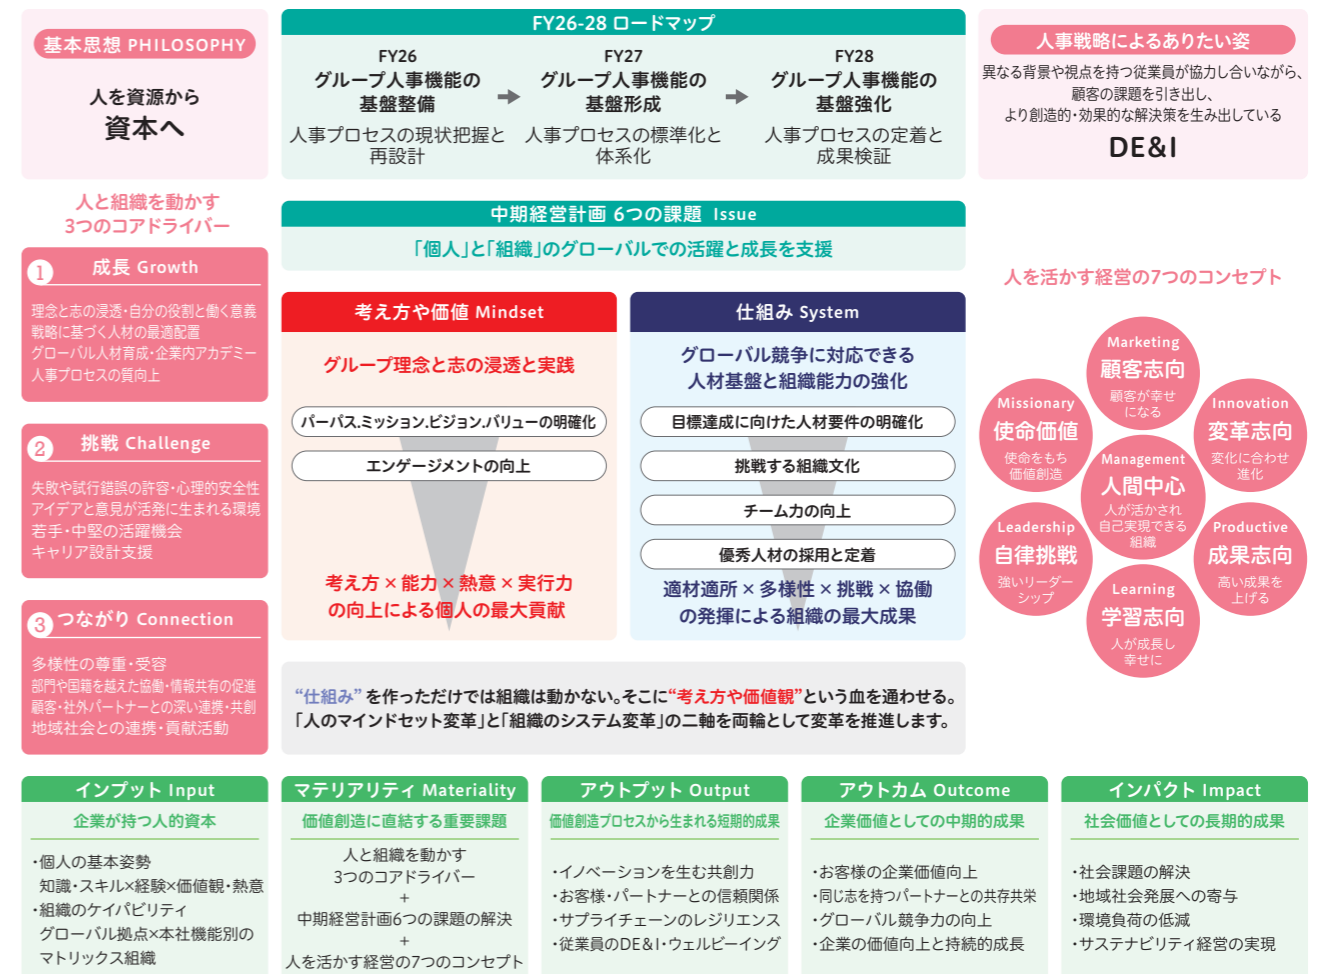 基本思想 PHILOSOPHY
人を資源から
資本へ
FY26-28 ロードマップ
FY26
グループ人事機能の
基盤整備
人事プロセスの現状把握と
再設計
FY27
グループ人事機能の
基盤形成
人事プロセスの標準化と
体系化
FY28
グループ人事機能の
基盤強化
人事プロセスの定着と
成果検証
人事戦略によるありたい姿
異なる背景や視点を持つ従業員が協力し合いながら、
顧客の課題を引き出し、
より創造的・効果的な解決策を生み出している
DE&I
人と組織を動かす
3つのコアドライバー
1 成長 Growth
理念と志の浸透・自分の役割と働く意義
戦略に基づく人材の最適配置
グローバル人材育成・企業内アカデミー
人事プロセスの質向上
2 挑戦 Challenge
失敗や試行錯誤の許容・心理的安全性
アイデアと意見が活発に生まれる環境
若手・中堅の活躍機会
キャリア設計支援
3 つながり Connection
多様性の尊重・受容
部門や国籍を越えた協働・情報共有の促進
顧客・社外パートナーとの深い連携・共創
地域社会との連携・貢献活動
中期経営計画 6つの課題 Issue
「個人」と「組織」のグローバルでの活躍と成長を支援
考え方や価値 Mindset
グループ理念と志の浸透と実践
パーパス.ミッション.ビジョン.バリューの明確化
エンゲージメントの向上
考え方×能力×熱意×実行力
の向上による個人の最大貢献
仕組み System
グローバル競争に対応できる
人材基盤と組織能力の強化
目標達成に向けた人材要件の明確化
挑戦する組織文化
チーム力の向上
優秀人材の採用と定着
適材適所×多様性×挑戦×協働
の発揮による組織の最大成果
“仕組み”を作っただけでは組織は動かない。そこに“考え方や価値観”という血を通わせる。
「人のマインドセット変革」と「組織のシステム変革」の二軸を両輪として変革を推進します。
人を活かす経営の7つのコンセプト
Marketing
顧客志向
顧客が幸せ
になる
Missionary
使命価値
使命をもち
価値創造
Innovation
変革志向
変化に合わせ
進化
Management
人間中心
人が活かされ
自己実現できる
組織
Leadership
自律挑戦
強いリーダー
シップ
Productive
成果志向
高い成果を
上げる
Learning
学習志向
人が成長し
幸せに
インプット Input
企業が持つ人的資本
・個人の基本姿勢
知識・スキル×経験×価値観・熱意
・組織のケイパビリティ
グローバル拠点×本社機能別の
マトリックス組織
マテリアリティ Materiality
価値創造に直結する重要課題
人と組織を動かす
3つのコアドライバー
+
中期経営計画6つの課題の解決
+
人を活かす経営の7つのコンセプト
アウトプット Output
価値創造プロセスから生まれる短期的成果
・イノベーションを生む共創力
・お客様・パートナーとの信頼関係
・サプライチェーンのレジリエンス
・従業員のDE&I・ウェルビーイング
アウトカム Outcome
企業価値としての中期的成果
・お客様の企業価値向上
・同じ志を持つパートナーとの共存共栄
・グローバル競争力の向上
・企業の価値向上と持続的成長
インパクト Impact
社会価値としての長期的成果
・社会課題の解決
・地域社会発展への寄与
・環境負荷の低減
・サステナビリティ経営の実現